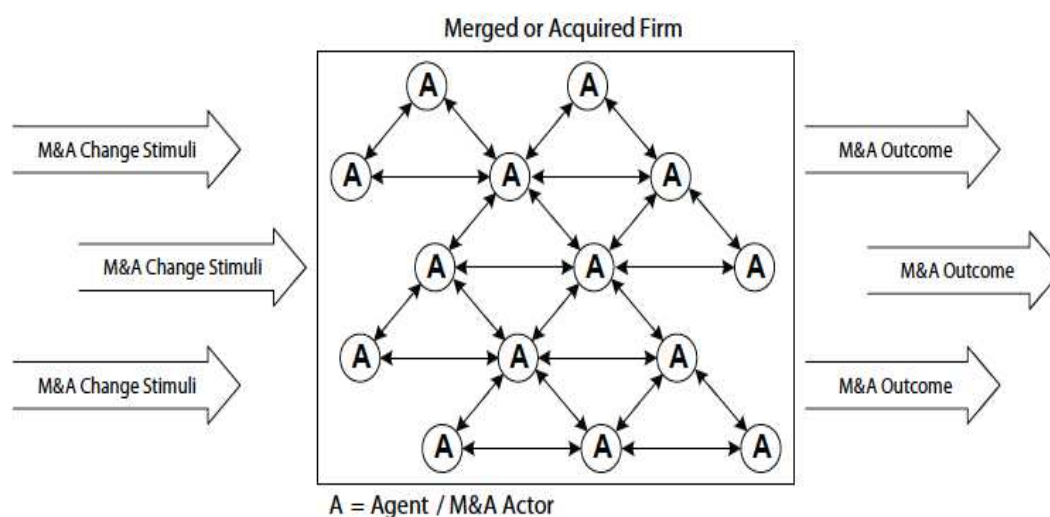 Merged or Acquired Firm
A A
M&A Change Stimuli
M&A Outcome
A A A
M&A Change Stimuli
A A A
M&A Outcome
M&A Change Stimuli
A A A
M&A Outcome
A A A
A = Agent / M&A Actor